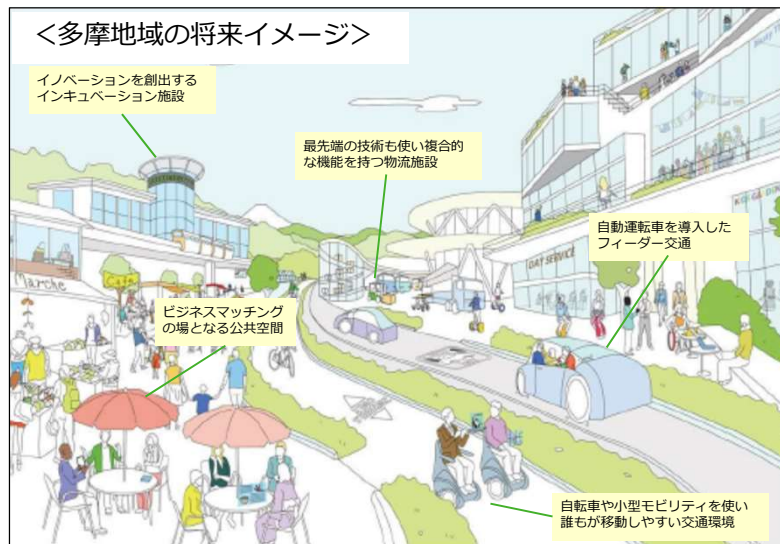 ＜多摩地域の将来イメージ＞
イノベーションを創出する
インキュベーション施設
最先端の技術も使い複合的
な機能を持つ物流施設
自動運転車を導入した
フィーダー交通
DAY SERVICE
Marche
Cafe
ビジネスマッチング
の場となる公共空間
自転車や小型モビリティを使い
誰もが移動しやすい交通環境